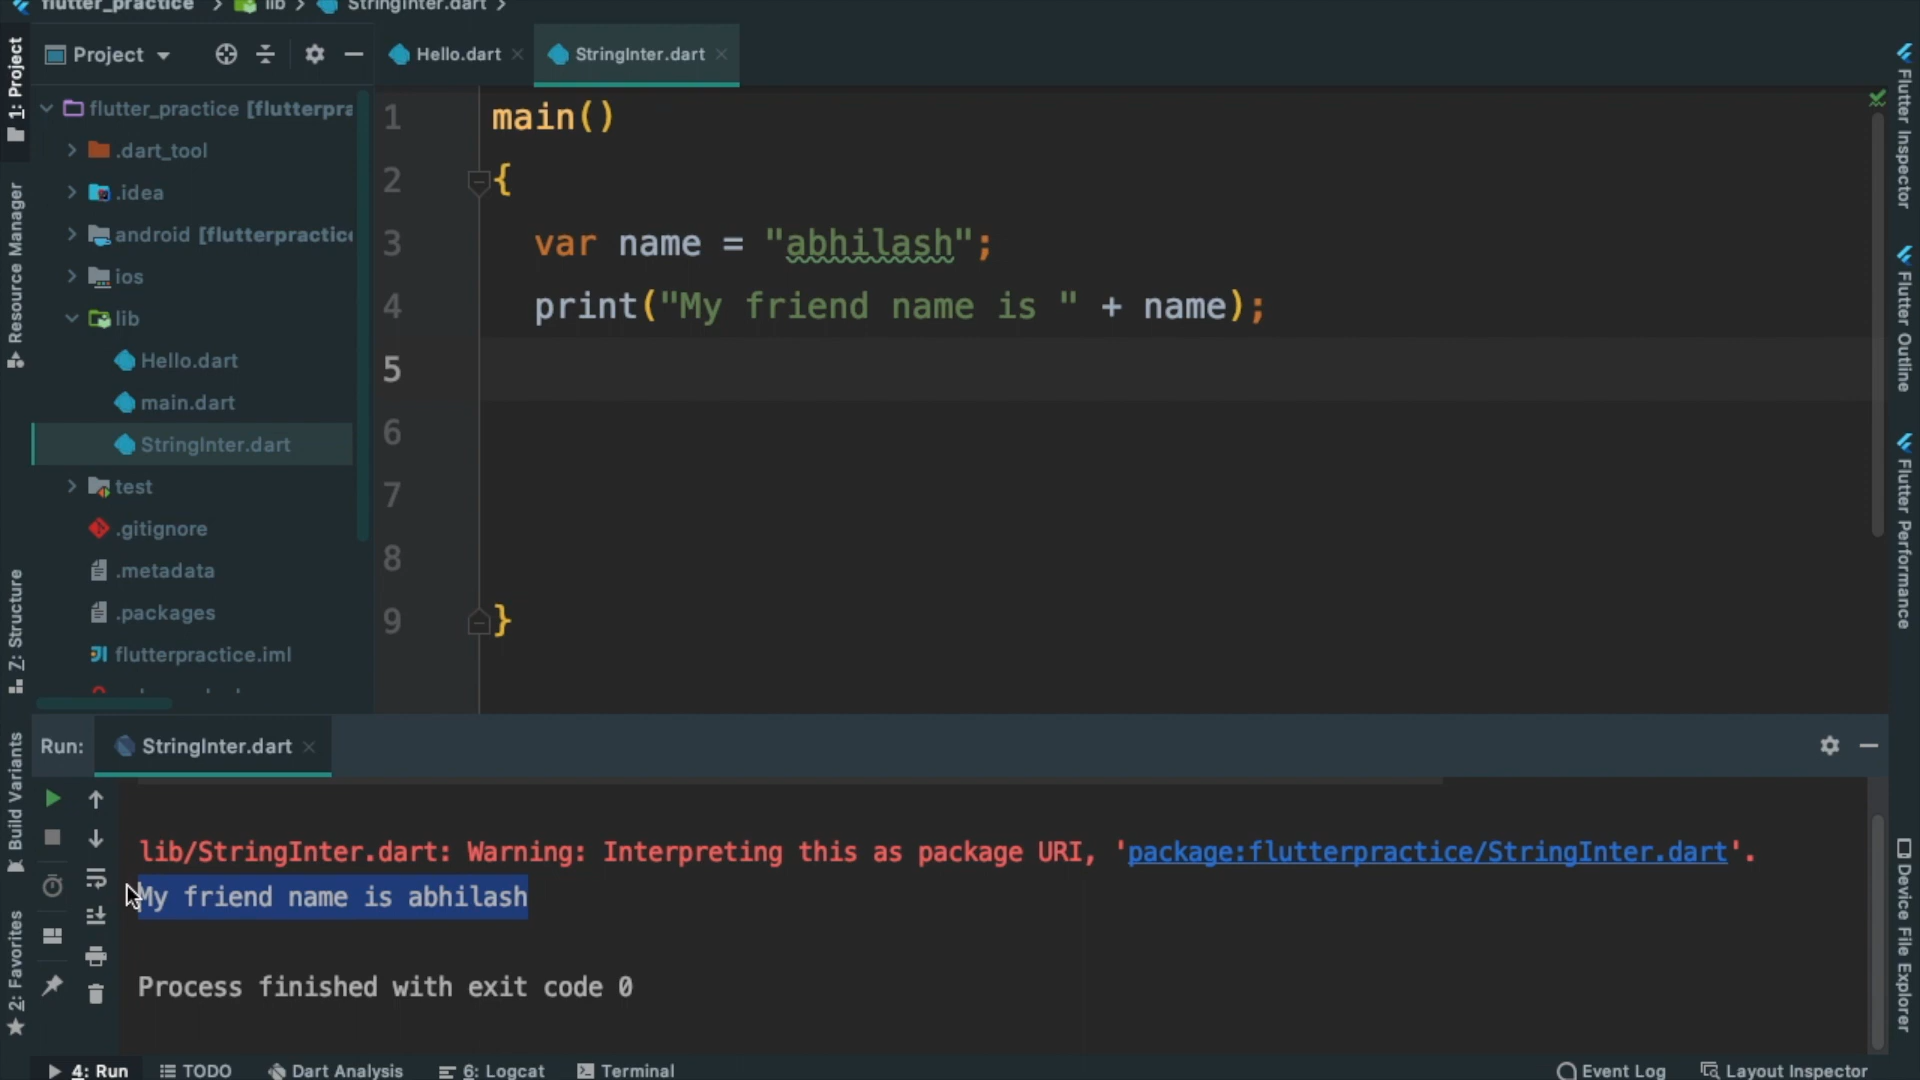 flutter_practice > lib > StringInter.dart >
Project
Hello.dart ×
StringInter.dart ×
1: Project
Resource Manager
7: Structure
Build Variants
2: Favorites
flutter_practice [flutterpra
.dart_tool
.idea
android [flutterpractice
ios
lib
Hello.dart
main.dart
StringInter.dart
test
.gitignore
.metadata
.packages
flutterpractice.iml
1 main()
2 {
3 var name = "abhilash";
4 print("My friend name is " + name);
5
6
7
8
9 }
Flutter Inspector
Flutter Outline
Flutter Performance
Device File Explorer
Run: StringInter.dart ×
lib/StringInter.dart: Warning: Interpreting this as package URI, 'package:flutterpractice/StringInter.dart'.
My friend name is abhilash
Process finished with exit code 0
4: Run TODO Dart Analysis 6: Logcat Terminal Event Log Layout Inspector